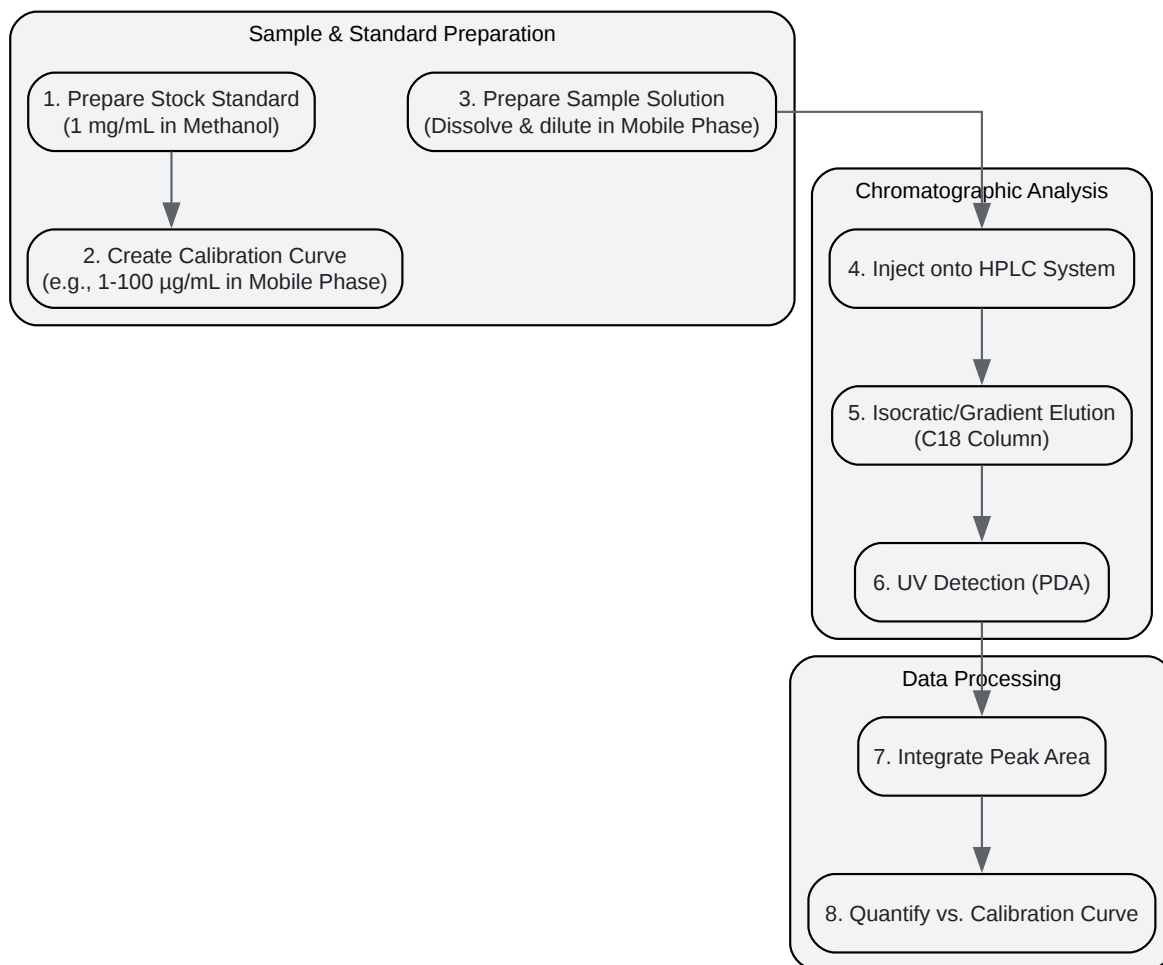 Sample & Standard Preparation
1. Prepare Stock Standard
(1 mg/mL in Methanol)
2. Create Calibration Curve
(e.g., 1-100 µg/mL in Mobile Phase)
3. Prepare Sample Solution
(Dissolve & dilute in Mobile Phase)
Chromatographic Analysis
4. Inject onto HPLC System
5. Isocratic/Gradient Elution
(C18 Column)
6. UV Detection (PDA)
Data Processing
7. Integrate Peak Area
8. Quantify vs. Calibration Curve